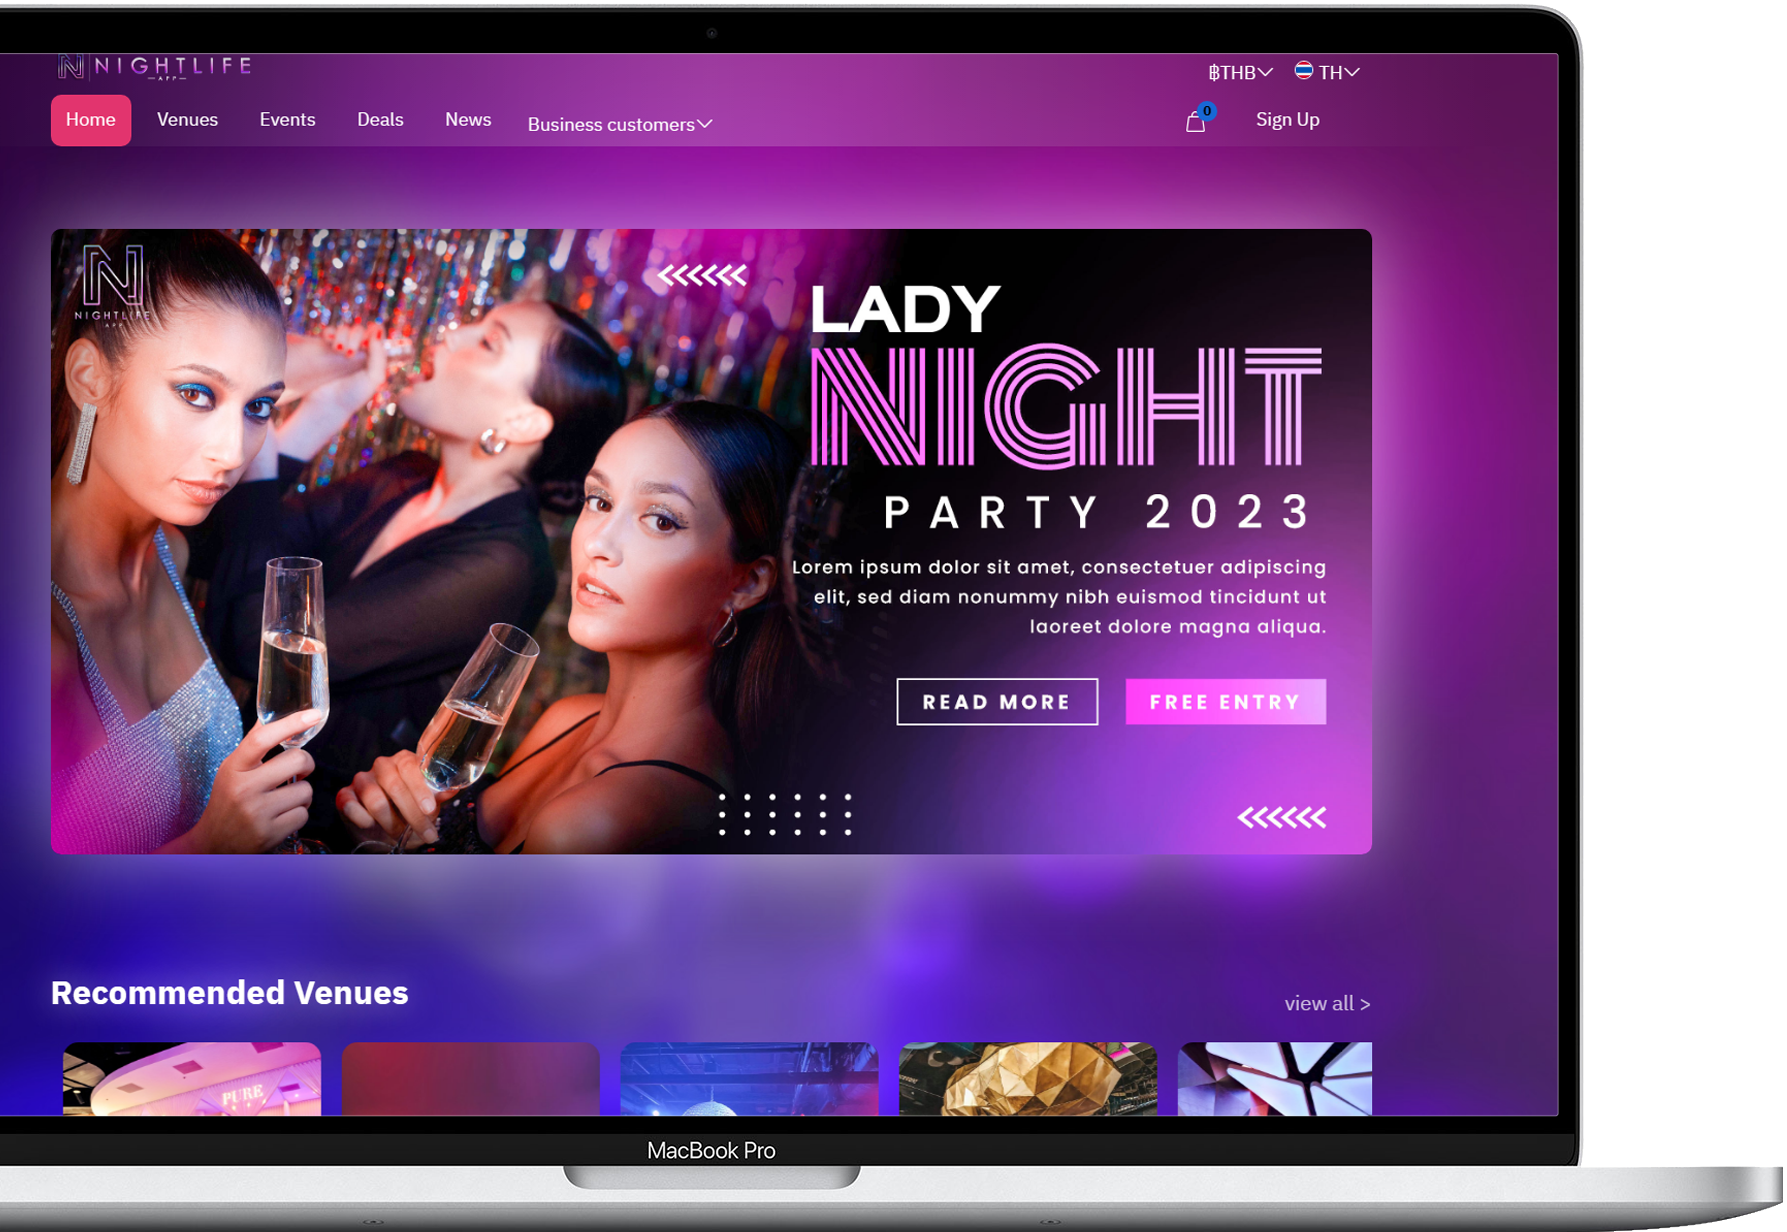 NIGHTLIFE
APP
฿THB TH
Home Venues Events Deals News Business customers 0 Sign Up
NIGHTLIFE
APP
LADY
NIGHT
PARTY 2023
Lorem ipsum dolor sit amet, consectetuer adipiscing
elit, sed diam nonummy nibh euismod tincidunt ut
laoreet dolore magna aliqua.
READ MORE FREE ENTRY
Recommended Venues
view all >
PURE
MacBook Pro